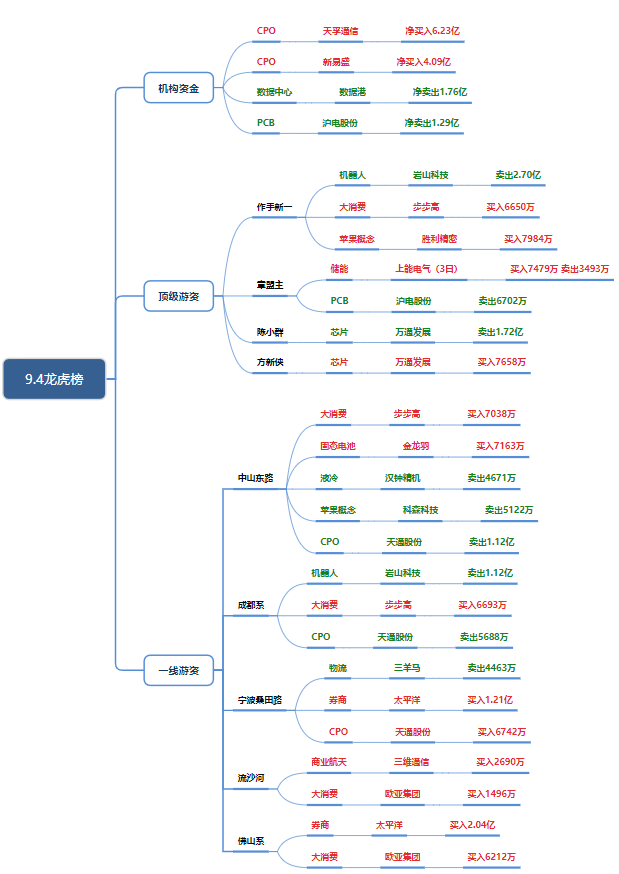 9.4龙虎榜
机构资金
CPO 天孚通信 净买入6.23亿
CPO 新易盛 净买入4.09亿
数据中心 数据港 净卖出1.76亿
PCB 沪电股份 净卖出1.29亿
顶级游资
作手新一
机器人 岩山科技 卖出2.70亿
大消费 步步高 买入6650万
苹果概念 胜利精密 买入7984万
章盟主
储能 上能电气（3日） 买入7479万 卖出3493万
PCB 沪电股份 卖出6702万
陈小群 芯片 万通发展 卖出1.72亿
方新侠 芯片 万通发展 买入7658万
一线游资
中山东路
大消费 步步高 买入7038万
固态电池 金龙羽 买入7163万
液冷 汉钟精机 卖出4671万
苹果概念 科森科技 卖出5122万
CPO 天通股份 卖出1.12亿
成都系
机器人 岩山科技 卖出1.12亿
大消费 步步高 买入6693万
CPO 天通股份 卖出5688万
宁波桑田路
物流 三羊马 卖出4463万
券商 太平洋 买入1.21亿
CPO 天通股份 买入6742万
流沙河
商业航天 三维通信 买入2690万
大消费 欧亚集团 买入1496万
佛山系
券商 太平洋 买入2.04亿
大消费 欧亚集团 买入6212万